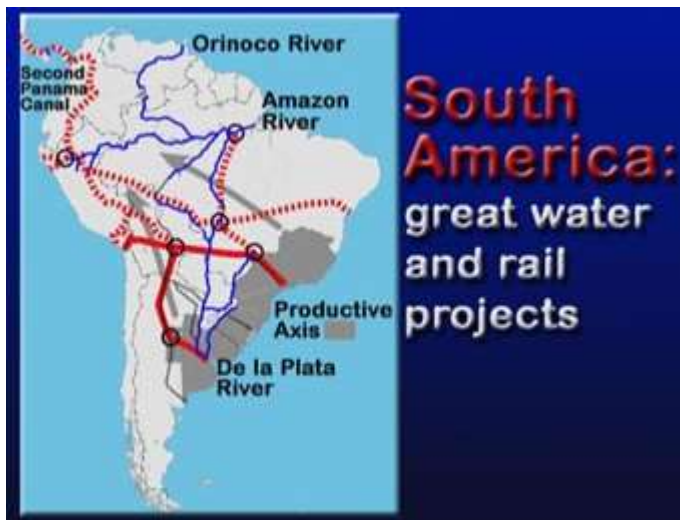 Orinoco River
Second
Panama
Canal
Amazon
River
Productive
Axis
De la Plata
River
South
America:
great water
and rail
projects